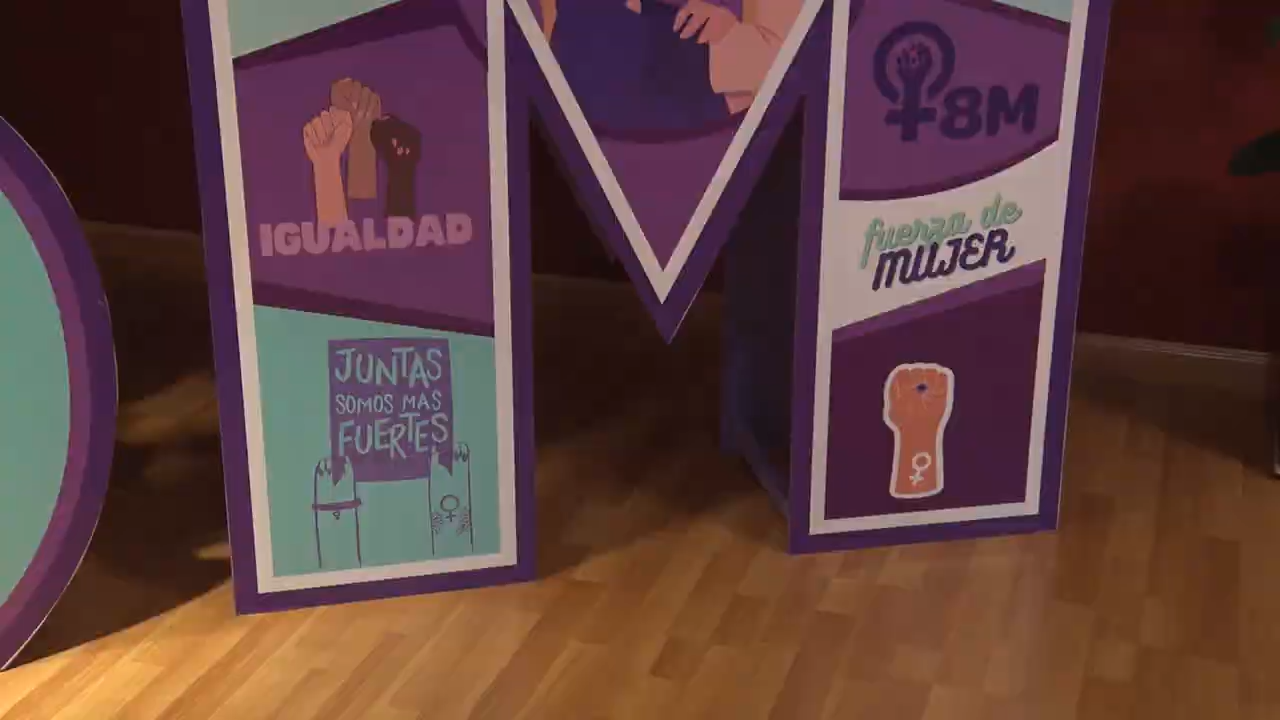 IGUALDAD
JUNTAS
SOMOS MAS
FUERTES
8M
fuerza de
MUJER